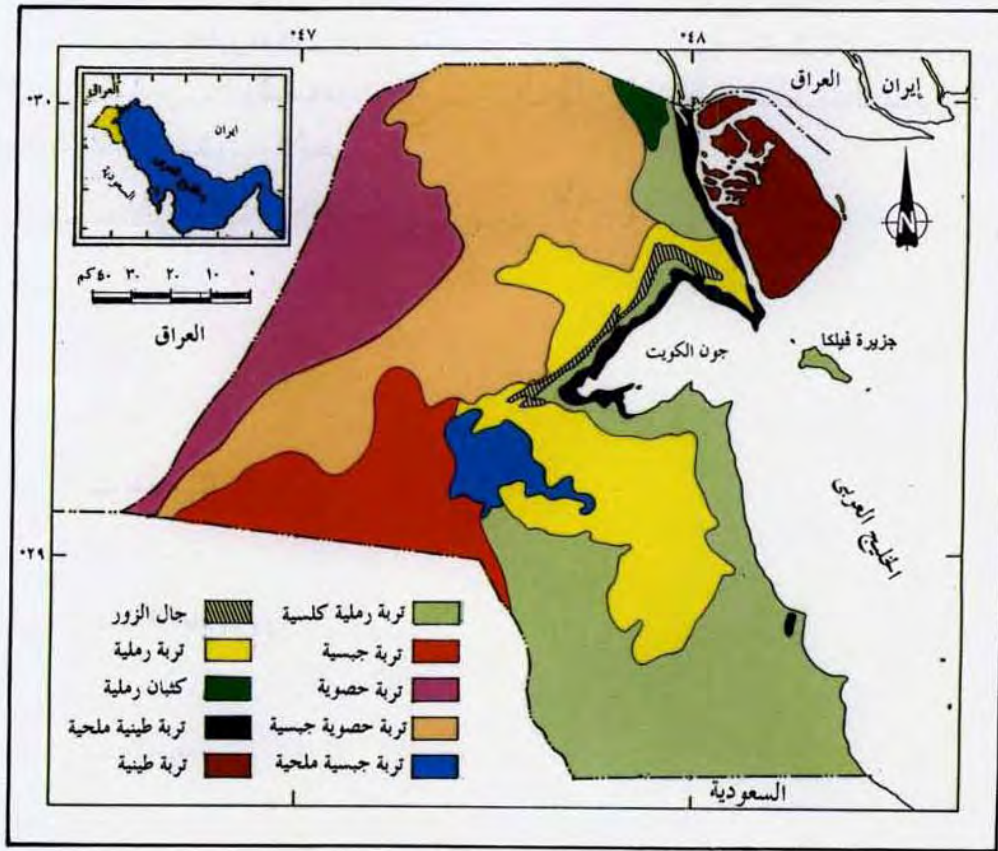 °٤٧
°٤٨
°٣٠
°٢٩
العراق
ايران
السعودية
٠ ١٠ ٢٠ ٣٠ ٤٠ كم
العراق
العراق
إيران
جزيرة فيلكا
جون الكويت
الخليج العربي
السعودية
N
تربة رملية كلسية
تربة جبسية
تربة حصوية
تربة حصوية جبسية
تربة جبسية ملحية
جال الزور
تربة رملية
كثبان رملية
تربة طينية ملحية
تربة طينية